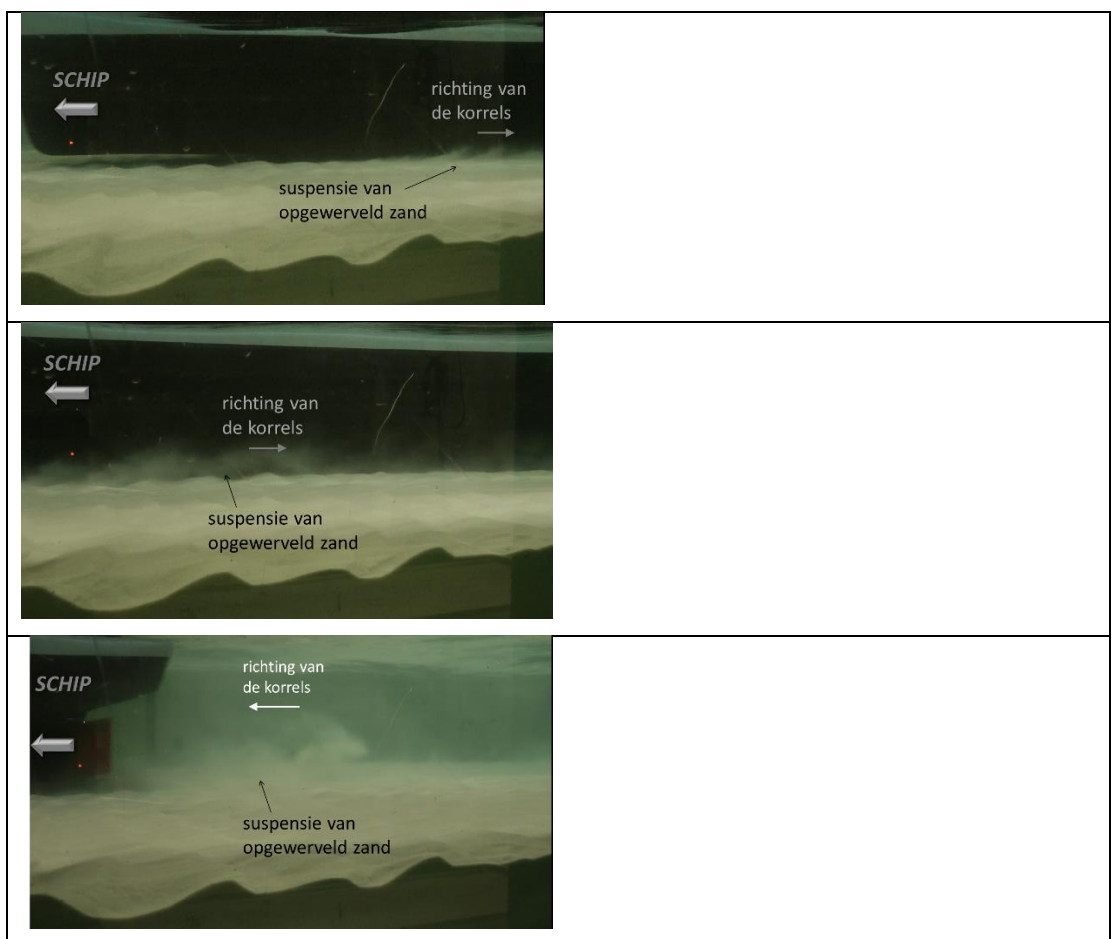 SCHIP
richting van
de korrels
suspensie van
opgewerveld zand
SCHIP
richting van
de korrels
suspensie van
opgewerveld zand
richting van
de korrels
SCHIP
suspensie van
opgewerveld zand